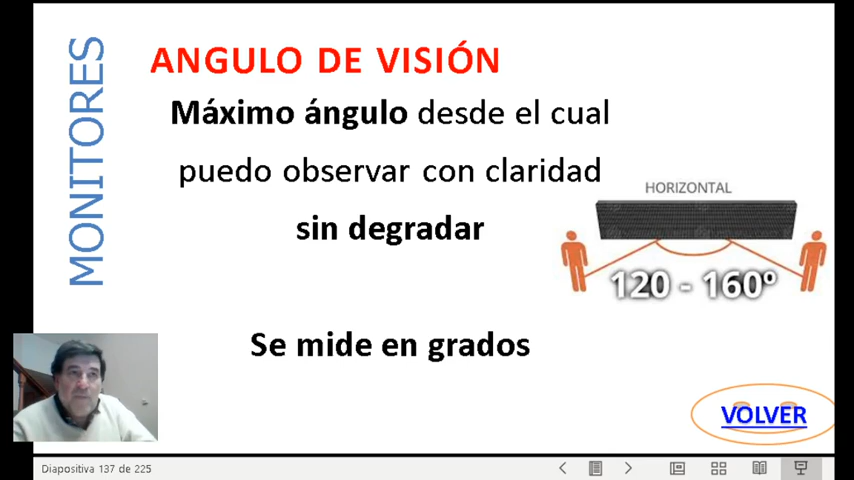 MONITORES
ANGULO DE VISIÓN
Máximo ángulo desde el cual
puedo observar con claridad
sin degradar
HORIZONTAL
120 - 160º
Se mide en grados
VOLVER
Diapositiva 137 de 225